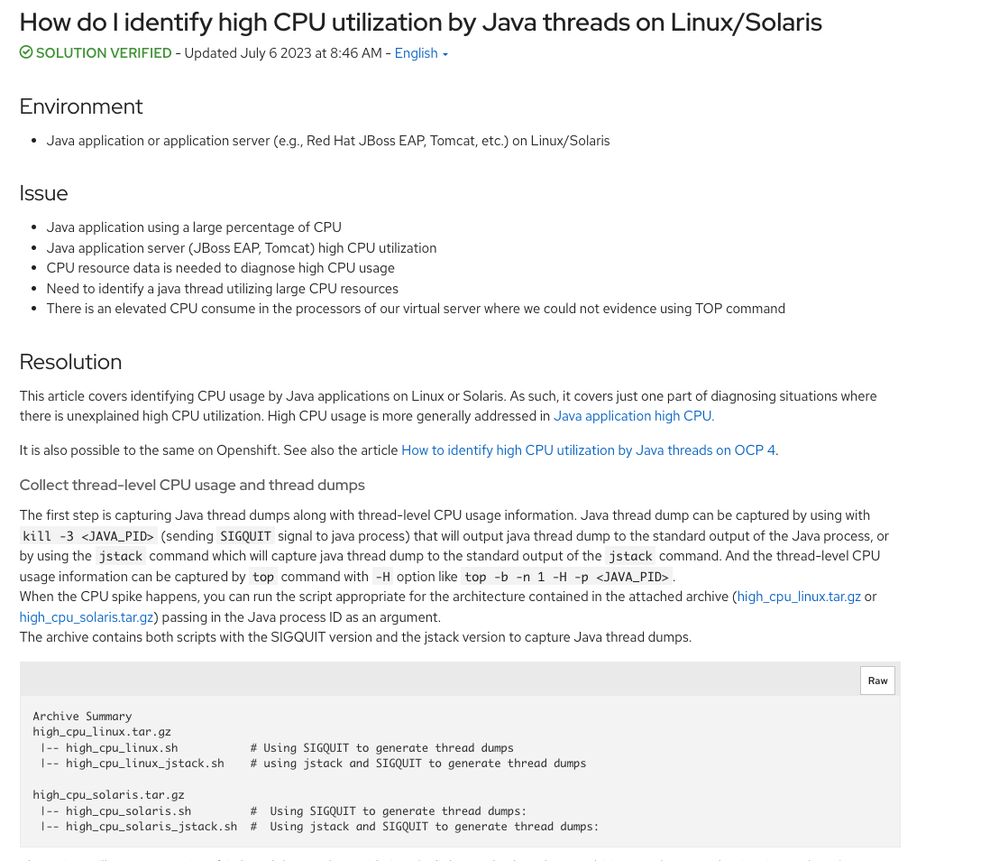 How do I identify high CPU utilization by Java threads on Linux/Solaris
SOLUTION VERIFIED - Updated July 6 2023 at 8:46 AM - English
Environment
• Java application or application server (e.g., Red Hat JBoss EAP, Tomcat, etc.) on Linux/Solaris
Issue
• Java application using a large percentage of CPU
• Java application server (JBoss EAP, Tomcat) high CPU utilization
• CPU resource data is needed to diagnose high CPU usage
• Need to identify a java thread utilizing large CPU resources
• There is an elevated CPU consume in the processors of our virtual server where we could not evidence using TOP command
Resolution
This article covers identifying CPU usage by Java applications on Linux or Solaris. As such, it covers just one part of diagnosing situations where
there is unexplained high CPU utilization. High CPU usage is more generally addressed in Java application high CPU.
It is also possible to the same on Openshift. See also the article How to identify high CPU utilization by Java threads on OCP 4.
Collect thread-level CPU usage and thread dumps
The first step is capturing Java thread dumps along with thread-level CPU usage information. Java thread dump can be captured by using with
kill -3 <JAVA_PID> (sending SIGQUIT signal to java process) that will output java thread dump to the standard output of the Java process, or
by using the jstack command which will capture java thread dump to the standard output of the jstack command. And the thread-level CPU
usage information can be captured by top command with -H option like top -b -n 1 -H -p <JAVA_PID>.
When the CPU spike happens, you can run the script appropriate for the architecture contained in the attached archive (high_cpu_linux.tar.gz or
high_cpu_solaris.tar.gz) passing in the Java process ID as an argument.
The archive contains both scripts with the SIGQUIT version and the jstack version to capture Java thread dumps.
Raw
Archive Summary
high_cpu_linux.tar.gz
|-- high_cpu_linux.sh # Using SIGQUIT to generate thread dumps
|-- high_cpu_linux_jstack.sh # using jstack and SIGQUIT to generate thread dumps
high_cpu_solaris.tar.gz
|-- high_cpu_solaris.sh # Using SIGQUIT to generate thread dumps:
|-- high_cpu_solaris_jstack.sh # Using jstack and SIGQUIT to generate thread dumps: